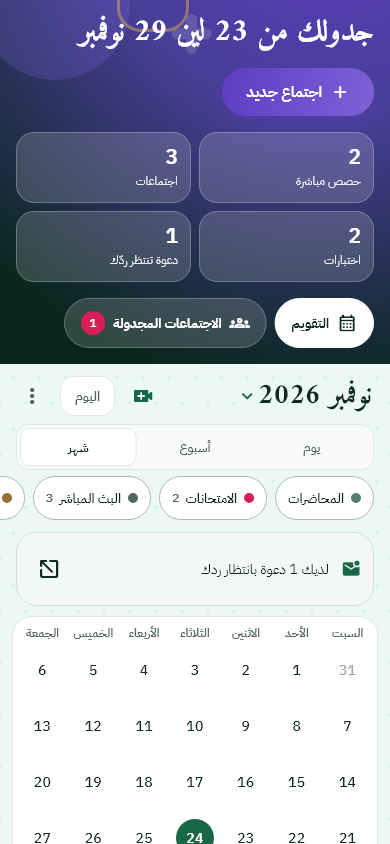 جدولك من 23 لين 29 نوفمبر
+ اجتماع جديد
2
حصص مباشرة
3
اجتماعات
2
اختبارات
1
دعوة تنتظر ردّك
التقويم
الاجتماعات المجدولة 1
نوفمبر 2026
اليوم
يوم
أسبوع
شهر
المحاضرات
الامتحانات 2
البث المباشر 3
لديك 1 دعوة بانتظار ردك
السبت الأحد الاثنين الثلاثاء الأربعاء الخميس الجمعة
31 1 2 3 4 5 6
7 8 9 10 11 12 13
14 15 16 17 18 19 20
21 22 23 24 25 26 27